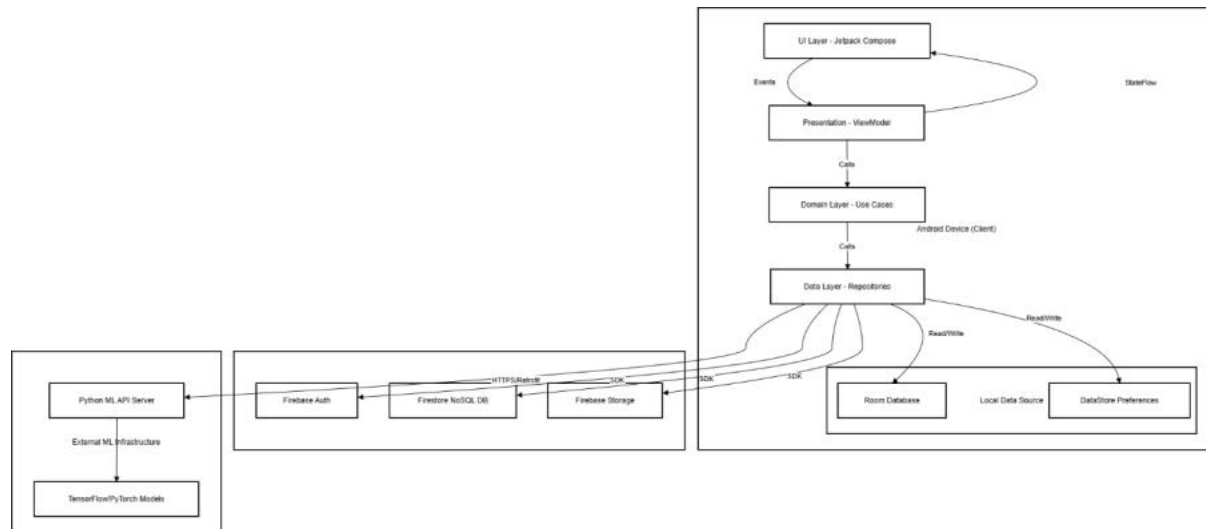 UI Layer - Jetpack Compose
Events
StateFlow
Presentation - ViewModel
Calls
Domain Layer - Use Cases
Android Device (Client)
Calls
Data Layer - Repositories
Read/Write
Read/Write
HTTPS/Retrofit
SDK
SDK
SDK
Python ML API Server
Firebase Auth
Firestore NoSQL DB
Firebase Storage
Room Database
Local Data Source
DataStore Preferences
External ML Infrastructure
TensorFlow/PyTorch Models